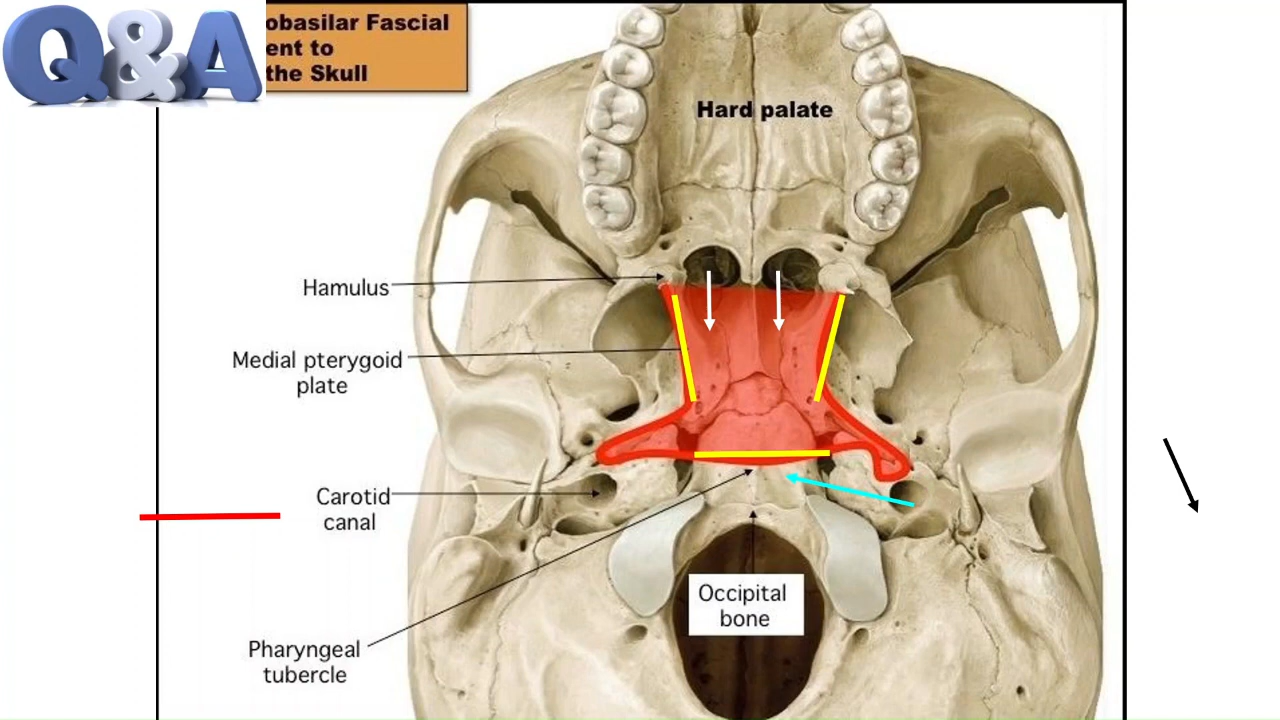 Q&A
obasilar Fascial
ent to
the Skull
Hard palate
Hamulus
Medial pterygoid
plate
Carotid
canal
Occipital
bone
Pharyngeal
tubercle